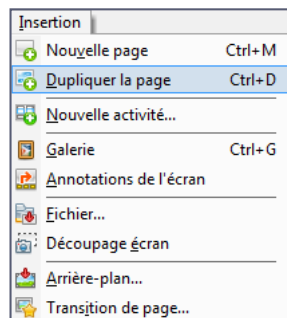 Insertion
Nouvelle page Ctrl+M
Dupliquer la page Ctrl+D
Nouvelle activité...
Galerie Ctrl+G
Annotations de l'écran
Fichier...
Découpage écran
Arrière-plan...
Transition de page...